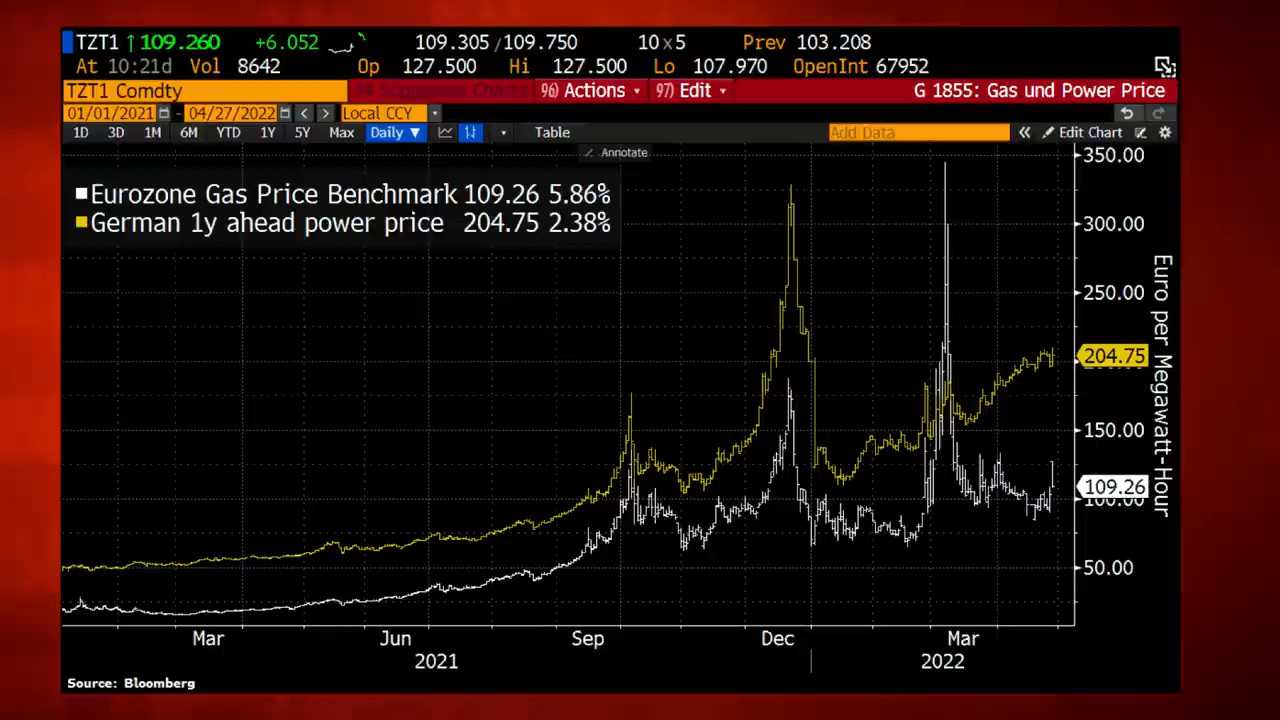 TZT1 ↑ 109.260 +6.052 109.305/109.750 10×5 Prev 103.208
At 10:21d Vol 8642 Op 127.500 Hi 127.500 Lo 107.970 OpenInt 67952
TZT1 Comdty 96) Actions 97) Edit G 1855: Gas und Power Price
01/01/2021 - 04/27/2022 < > Local CCY
1D 3D 1M 6M YTD 1Y 5Y Max Daily ▼ Table Add Data « Edit Chart
Annotate
Eurozone Gas Price Benchmark 109.26 5.86%
German 1y ahead power price 204.75 2.38%
350.00
300.00
250.00
204.75
150.00
109.26
50.00
Euro per Megawatt-Hour
Mar Jun Sep Dec Mar
2021 2022
Source: Bloomberg